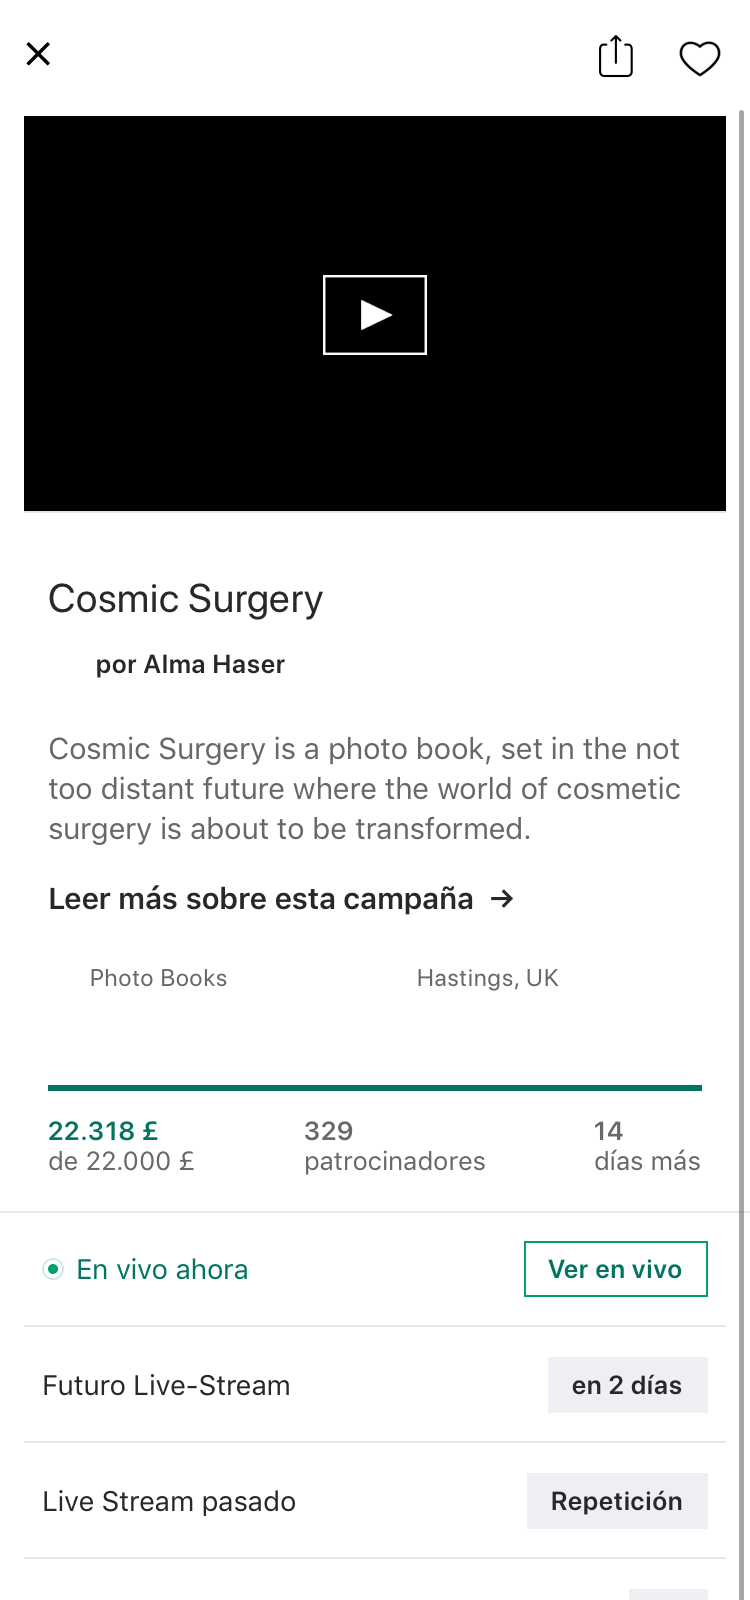 Cosmic Surgery
por Alma Haser
Cosmic Surgery is a photo book, set in the not
too distant future where the world of cosmetic
surgery is about to be transformed.
Leer más sobre esta campaña →
Photo Books
Hastings, UK
22.318 £
de 22.000 £
329
patrocinadores
14
días más
En vivo ahora
Ver en vivo
Futuro Live-Stream
en 2 días
Live Stream pasado
Repetición